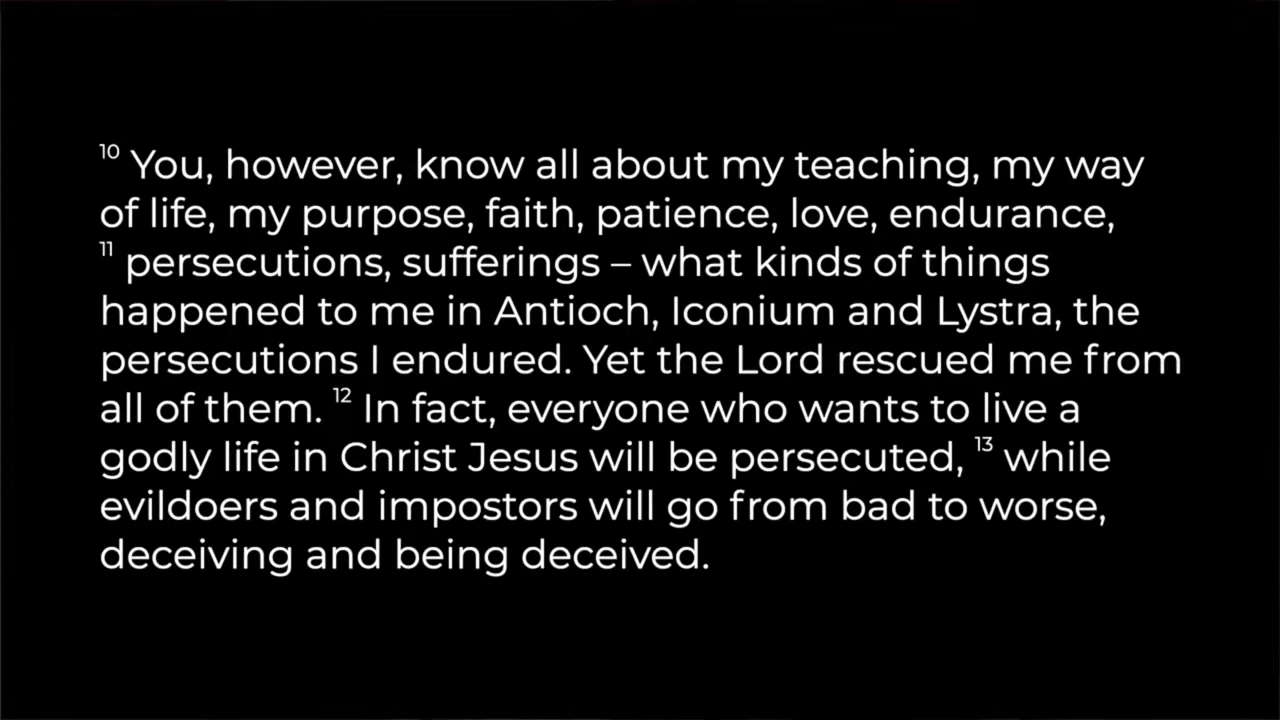 10 You, however, know all about my teaching, my way
of life, my purpose, faith, patience, love, endurance,
11 persecutions, sufferings – what kinds of things
happened to me in Antioch, Iconium and Lystra, the
persecutions I endured. Yet the Lord rescued me from
all of them. 12 In fact, everyone who wants to live a
godly life in Christ Jesus will be persecuted, 13 while
evildoers and impostors will go from bad to worse,
deceiving and being deceived.